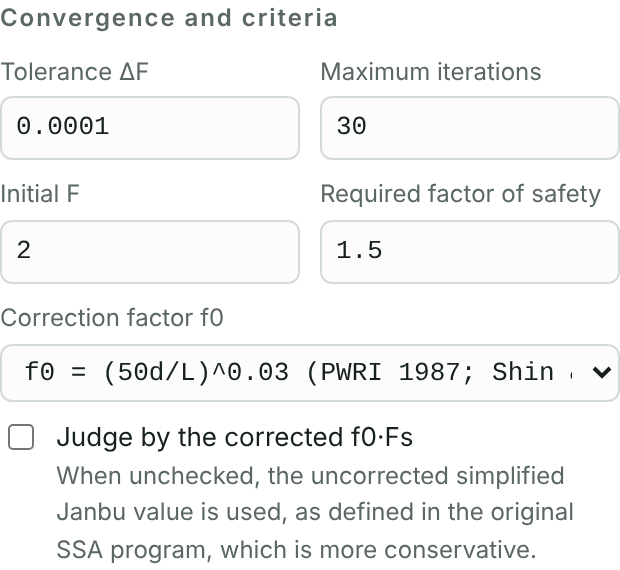 Convergence and criteria
Tolerance ΔF
Maximum iterations
0.0001
30
Initial F
Required factor of safety
2
1.5
Correction factor f0
f0 = (50d/L)^0.03 (PWRI 1987; Shin
Judge by the corrected f0·Fs
When unchecked, the uncorrected simplified
Janbu value is used, as defined in the original
SSA program, which is more conservative.